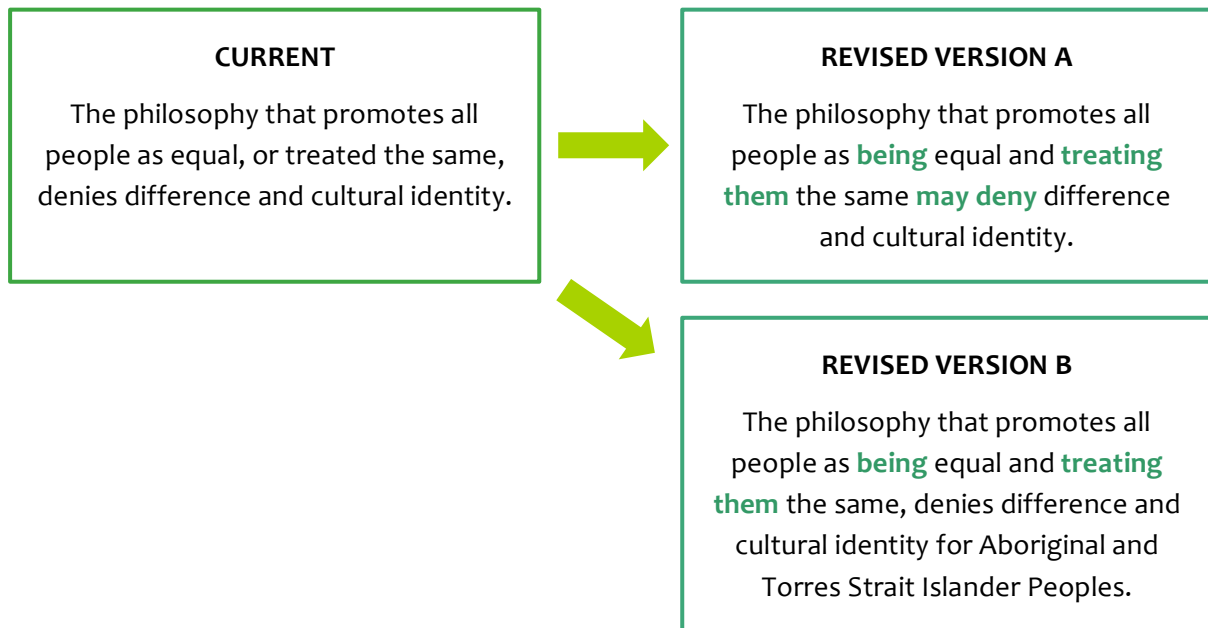 CURRENT
The philosophy that promotes all
people as equal, or treated the same,
denies difference and cultural identity.
REVISED VERSION A
The philosophy that promotes all
people as being equal and treating
them the same may deny difference
and cultural identity.
REVISED VERSION B
The philosophy that promotes all
people as being equal and treating
them the same, denies difference and
cultural identity for Aboriginal and
Torres Strait Islander Peoples.